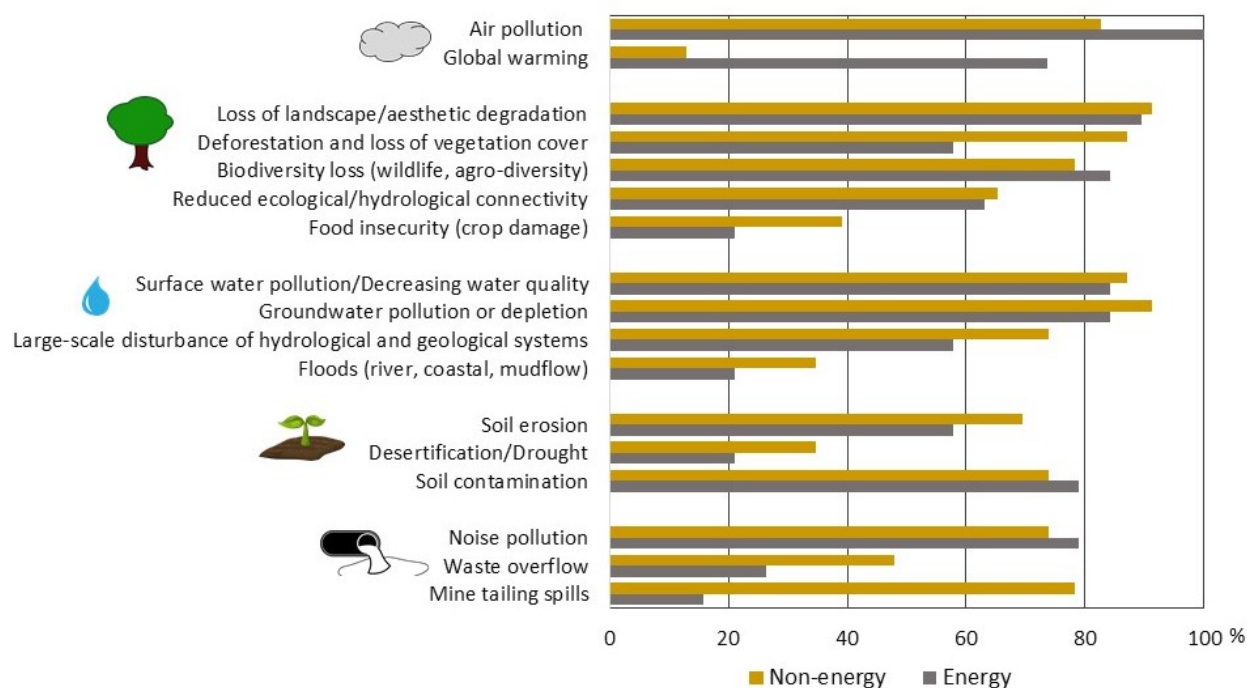 Air pollution
Global warming
Loss of landscape/aesthetic degradation
Deforestation and loss of vegetation cover
Biodiversity loss (wildlife, agro-diversity)
Reduced ecological/hydrological connectivity
Food insecurity (crop damage)
Surface water pollution/Decreasing water quality
Groundwater pollution or depletion
Large-scale disturbance of hydrological and geological systems
Floods (river, coastal, mudflow)
Soil erosion
Desertification/Drought
Soil contamination
Noise pollution
Waste overflow
Mine tailing spills
0 20 40 60 80 100 %
Non-energy Energy